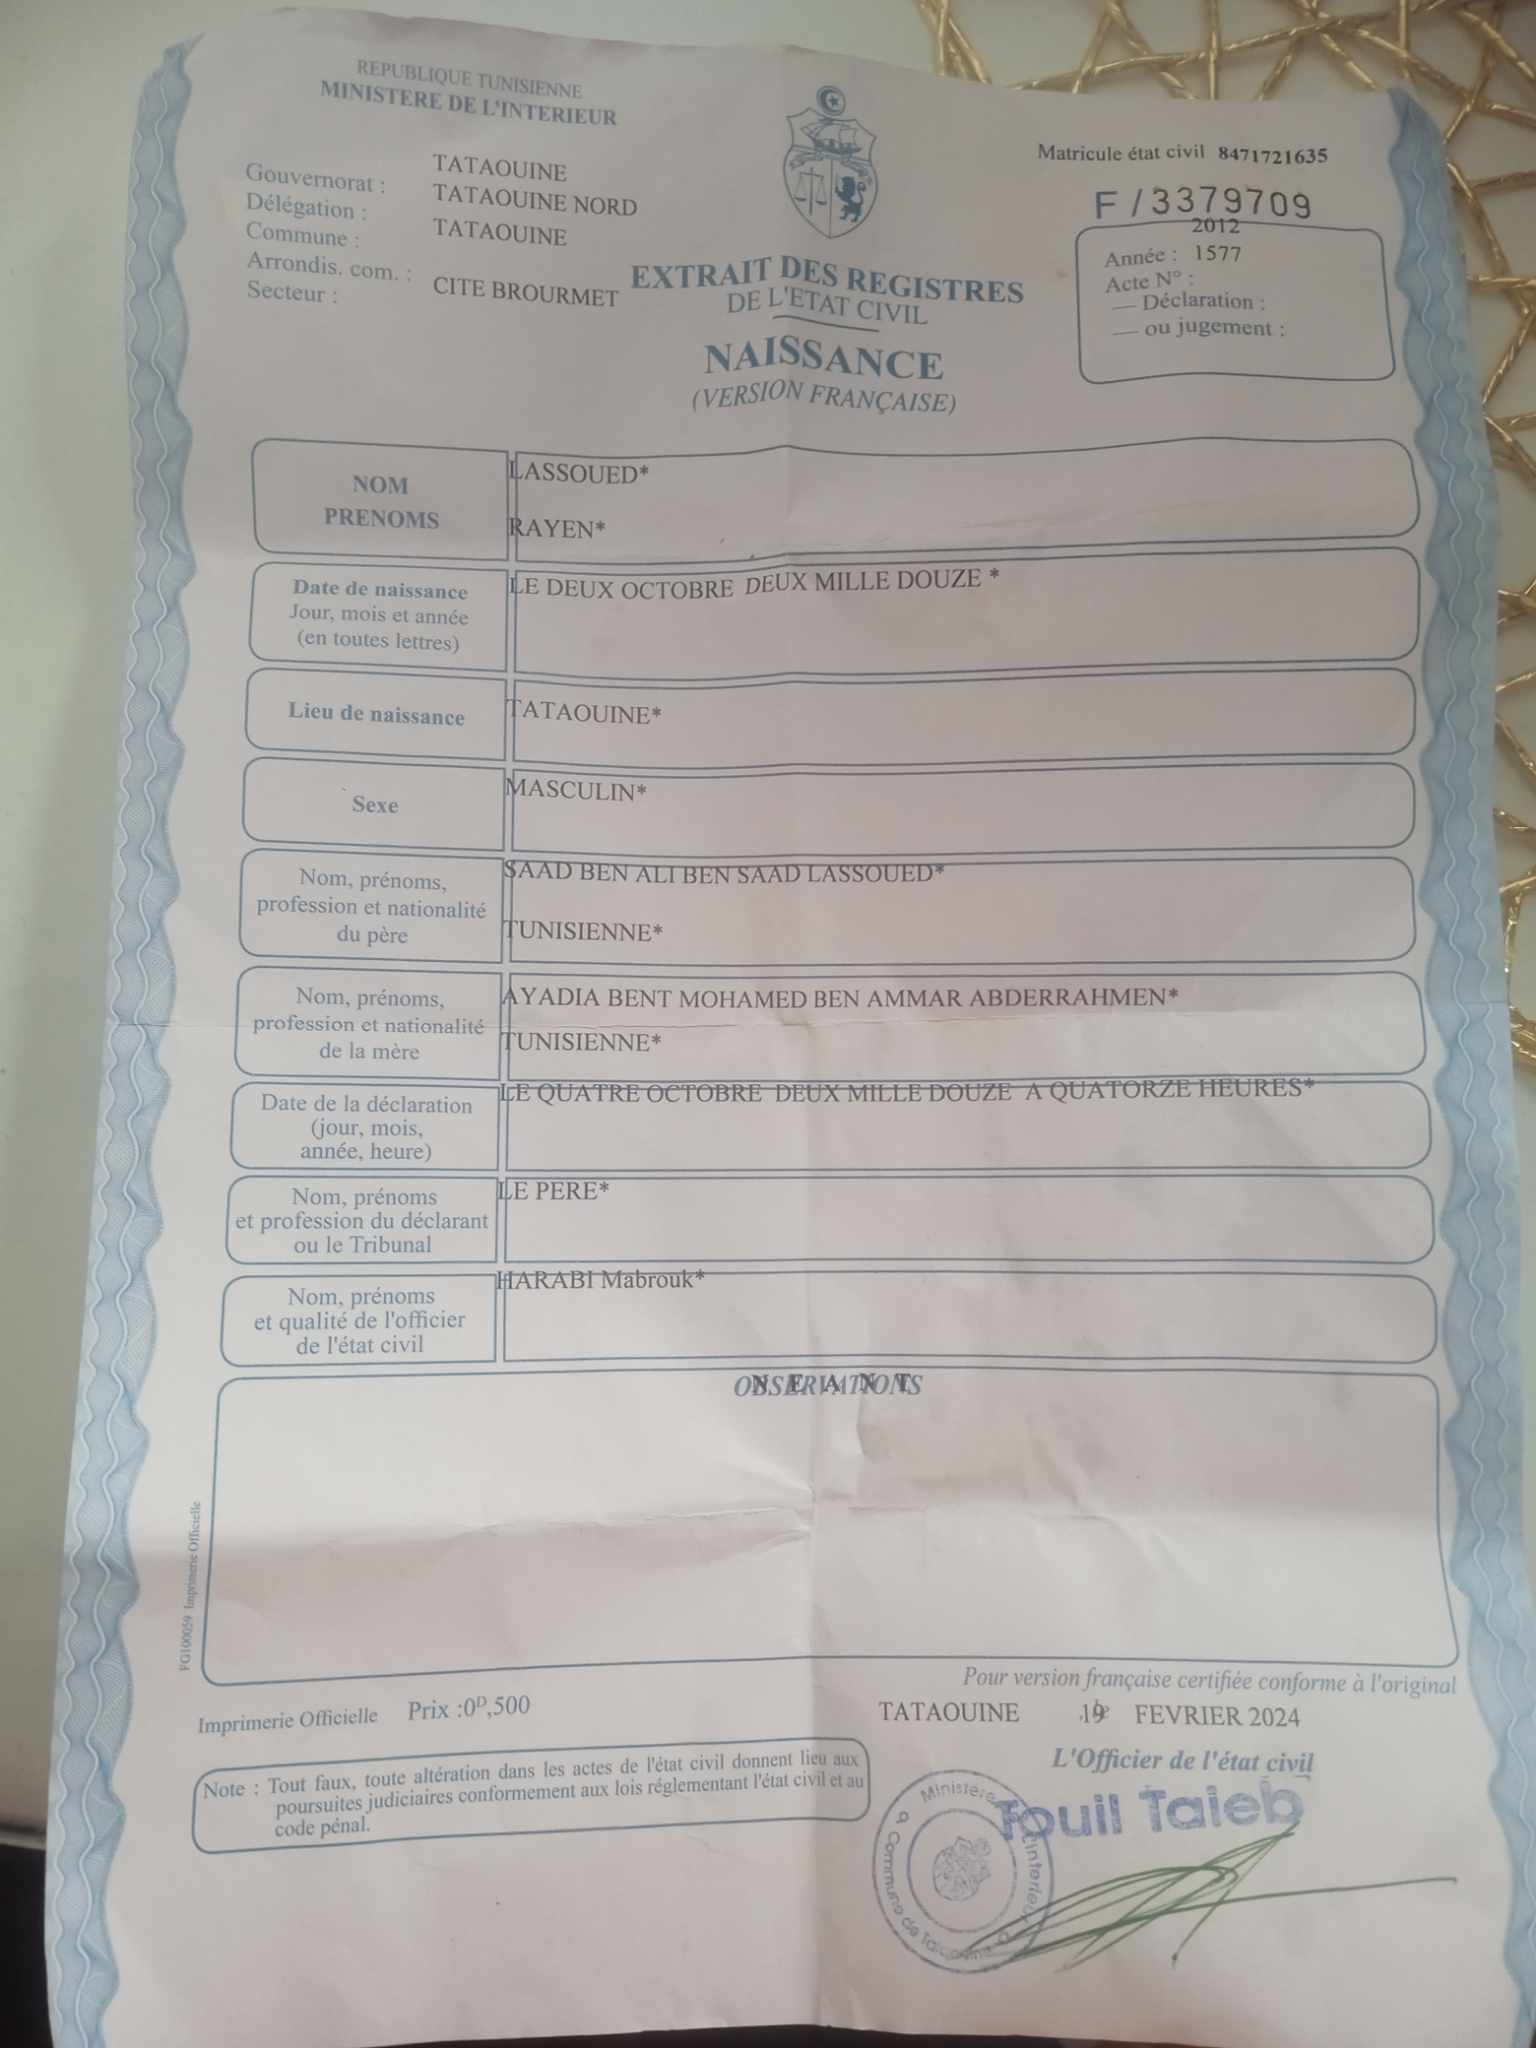 REPUBLIQUE TUNISIENNE
MINISTERE DE L'INTERIEUR
Gouvernorat : TATAOUINE
Délégation : TATAOUINE NORD
Commune : TATAOUINE
Arrondis. com. :
Secteur : CITE BROURMET
Matricule état civil 8471721635
F/3379709
2012
Année : 1577
Acte N° :
— Déclaration :
— ou jugement :
EXTRAIT DES REGISTRES
DE L'ETAT CIVIL
NAISSANCE
(VERSION FRANÇAISE)
NOM LASSOUED*
PRENOMS RAYEN*
Date de naissance
Jour, mois et année
(en toutes lettres)
LE DEUX OCTOBRE DEUX MILLE DOUZE *
Lieu de naissance TATAOUINE*
Sexe MASCULIN*
Nom, prénoms,
profession et nationalité
du père
SAAD BEN ALI BEN SAAD LASSOUED*
TUNISIENNE*
Nom, prénoms,
profession et nationalité
de la mère
AYADIA BENT MOHAMED BEN AMMAR ABDERRAHMEN*
TUNISIENNE*
Date de la déclaration
(jour, mois,
année, heure)
LE QUATRE OCTOBRE DEUX MILLE DOUZE A QUATORZE HEURES*
Nom, prénoms
et profession du déclarant
ou le Tribunal
LE PERE*
Nom, prénoms
et qualité de l'officier
de l'état civil
HARABI Mabrouk*
OBSERVATIONS
N E A N T
FG100059 Imprimerie Officielle
Pour version française certifiée conforme à l'original
Imprimerie Officielle Prix :0ᴰ,500
TATAOUINE FEVRIER 2024
L'Officier de l'état civil
Touil Taieb
Note : Tout faux, toute altération dans les actes de l'état civil donnent lieu aux
poursuites judiciaires conformement aux lois réglementant l'état civil et au
code pénal.
Ministere de l'Interieur
Commune de Tataouine